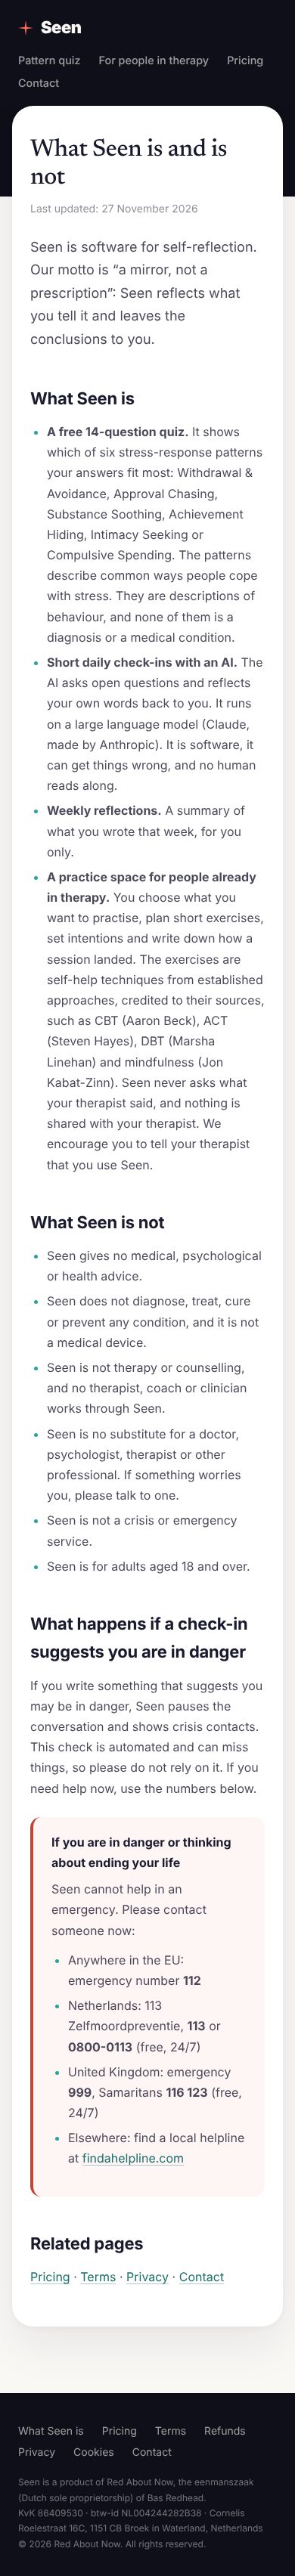 Seen
Pattern quiz For people in therapy Pricing
Contact
What Seen is and is
not
Last updated: 27 November 2026
Seen is software for self-reflection.
Our motto is “a mirror, not a
prescription”: Seen reflects what
you tell it and leaves the
conclusions to you.
What Seen is
• A free 14-question quiz. It shows
which of six stress-response patterns
your answers fit most: Withdrawal &
Avoidance, Approval Chasing,
Substance Soothing, Achievement
Hiding, Intimacy Seeking or
Compulsive Spending. The patterns
describe common ways people cope
with stress. They are descriptions of
behaviour, and none of them is a
diagnosis or a medical condition.
• Short daily check-ins with an AI. The
AI asks open questions and reflects
your own words back to you. It runs
on a large language model (Claude,
made by Anthropic). It is software, it
can get things wrong, and no human
reads along.
• Weekly reflections. A summary of
what you wrote that week, for you
only.
• A practice space for people already
in therapy. You choose what you
want to practise, plan short exercises,
set intentions and write down how a
session landed. The exercises are
self-help techniques from established
approaches, credited to their sources,
such as CBT (Aaron Beck), ACT
(Steven Hayes), DBT (Marsha
Linehan) and mindfulness (Jon
Kabat-Zinn). Seen never asks what
your therapist said, and nothing is
shared with your therapist. We
encourage you to tell your therapist
that you use Seen.
What Seen is not
• Seen gives no medical, psychological
or health advice.
• Seen does not diagnose, treat, cure
or prevent any condition, and it is not
a medical device.
• Seen is not therapy or counselling,
and no therapist, coach or clinician
works through Seen.
• Seen is no substitute for a doctor,
psychologist, therapist or other
professional. If something worries
you, please talk to one.
• Seen is not a crisis or emergency
service.
• Seen is for adults aged 18 and over.
What happens if a check-in
suggests you are in danger
If you write something that suggests you
may be in danger, Seen pauses the
conversation and shows crisis contacts.
This check is automated and can miss
things, so please do not rely on it. If you
need help now, use the numbers below.
If you are in danger or thinking
about ending your life
Seen cannot help in an
emergency. Please contact
someone now:
• Anywhere in the EU:
emergency number 112
• Netherlands: 113
Zelfmoordpreventie, 113 or
0800-0113 (free, 24/7)
• United Kingdom: emergency
999, Samaritans 116 123 (free,
24/7)
• Elsewhere: find a local helpline
at findahelpline.com
Related pages
Pricing · Terms · Privacy · Contact
What Seen is Pricing Terms Refunds
Privacy Cookies Contact
Seen is a product of Red About Now, the eenmanszaak
(Dutch sole proprietorship) of Bas Redhead.
KvK 86409530 · btw-id NL004244282B38 · Cornelis
Roelestraat 16C, 1151 CB Broek in Waterland, Netherlands
© 2026 Red About Now. All rights reserved.